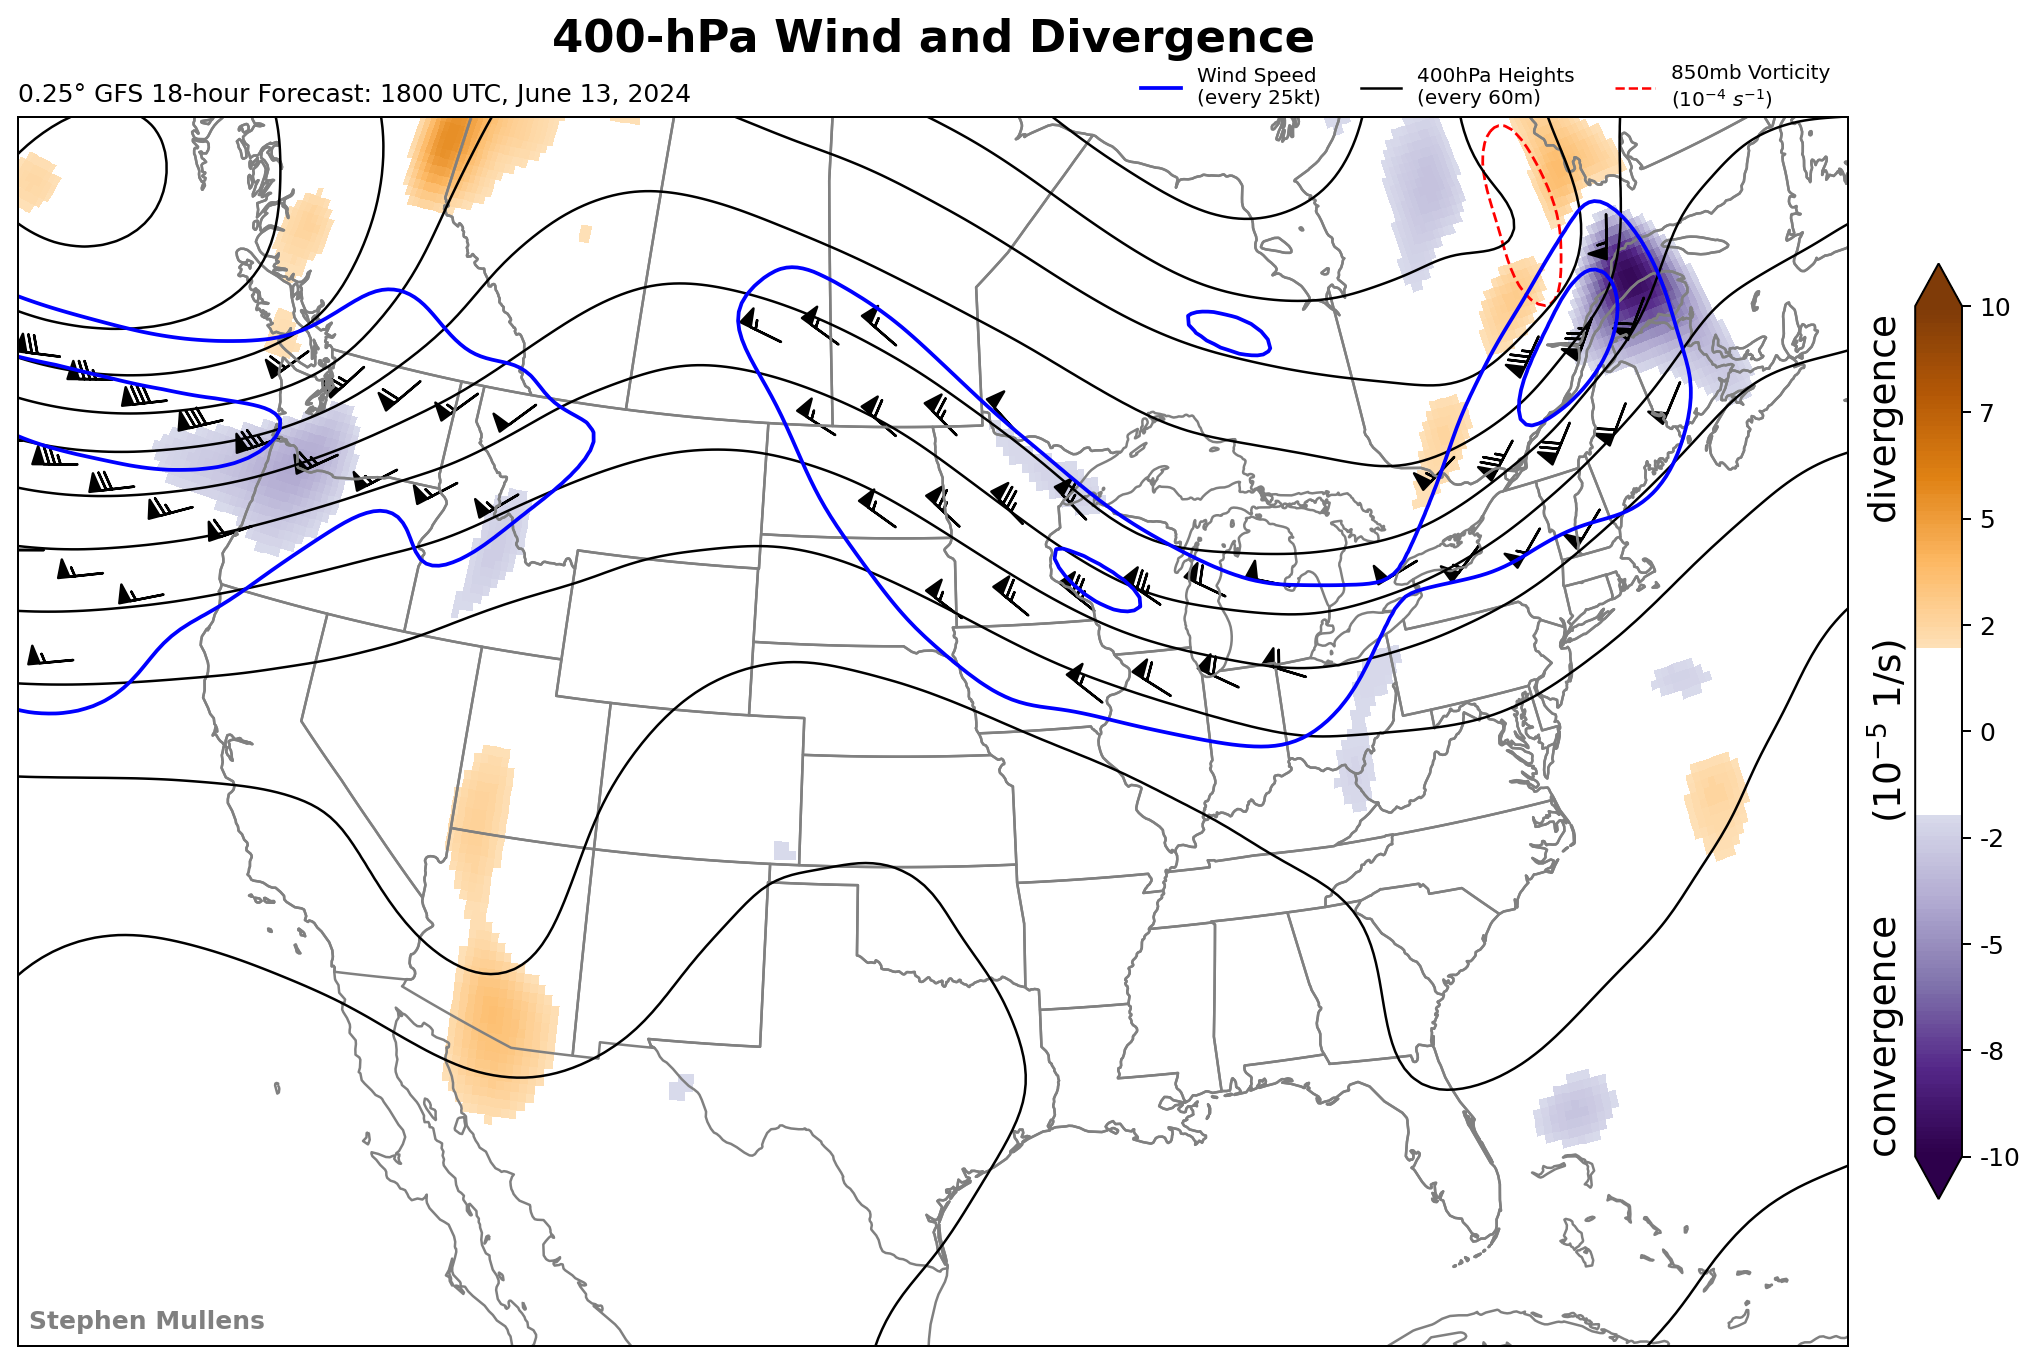 400-hPa Wind and Divergence
0.25° GFS 18-hour Forecast: 1800 UTC, June 13, 2024
Wind Speed
(every 25kt)
400hPa Heights
(every 60m)
850mb Vorticity
(10⁻⁴ s⁻¹)
10
7
5
2
0
-2
-5
-8
-10
divergence
(10⁻⁵ 1/s)
convergence
Stephen Mullens